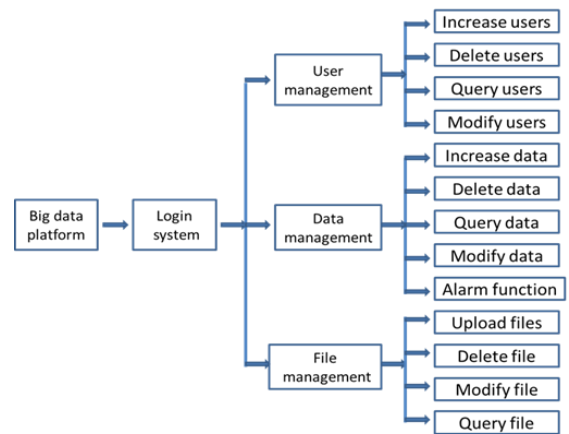 Big data
platform
Login
system
User
management
Increase users
Delete users
Query users
Modify users
Data
management
Increase data
Delete data
Query data
Modify data
Alarm function
File
management
Upload files
Delete file
Modify file
Query file